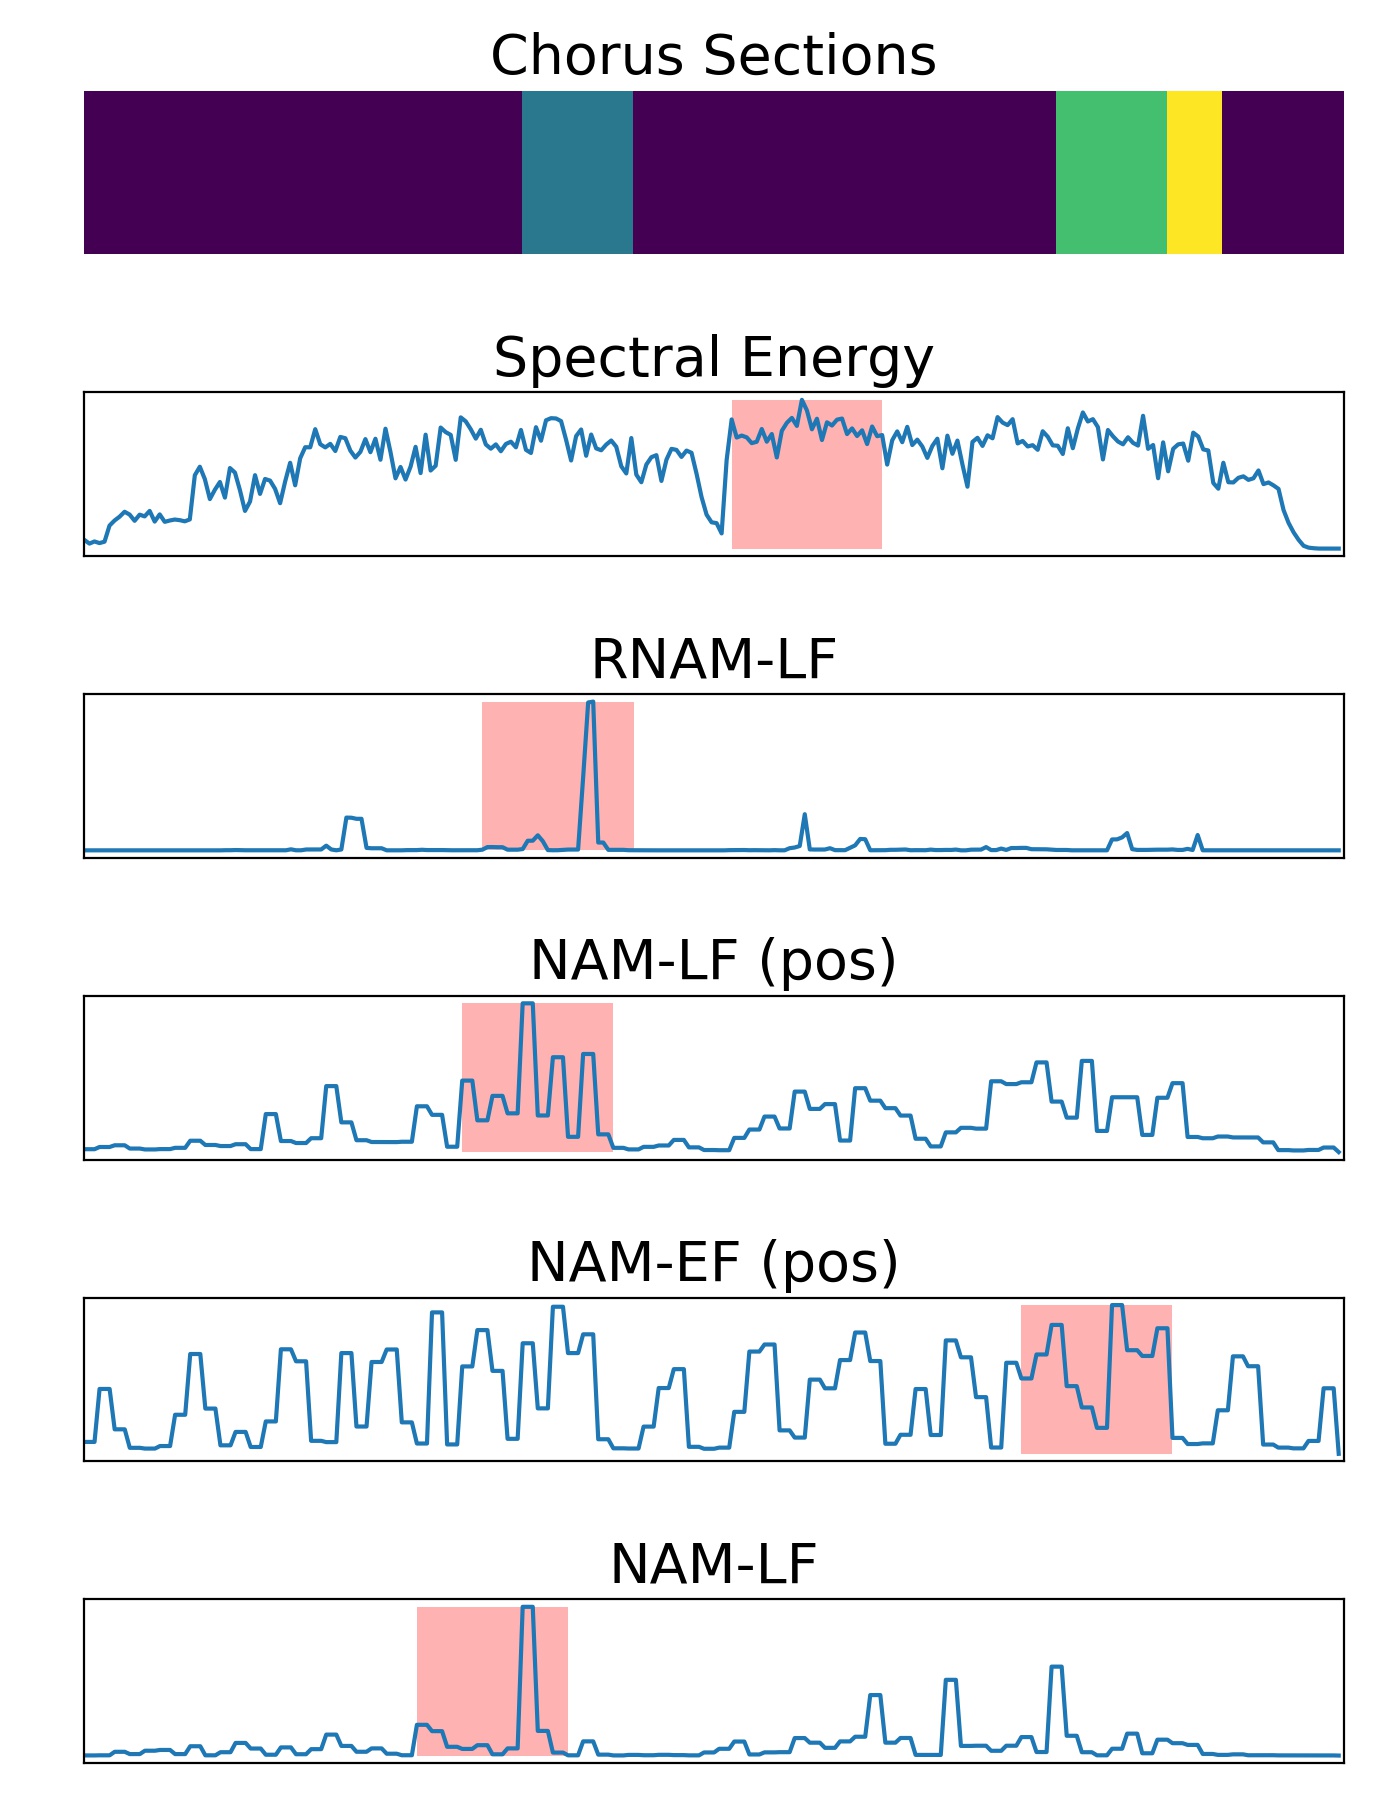 Chorus Sections
Spectral Energy
RNAM-LF
NAM-LF (pos)
NAM-EF (pos)
NAM-LF